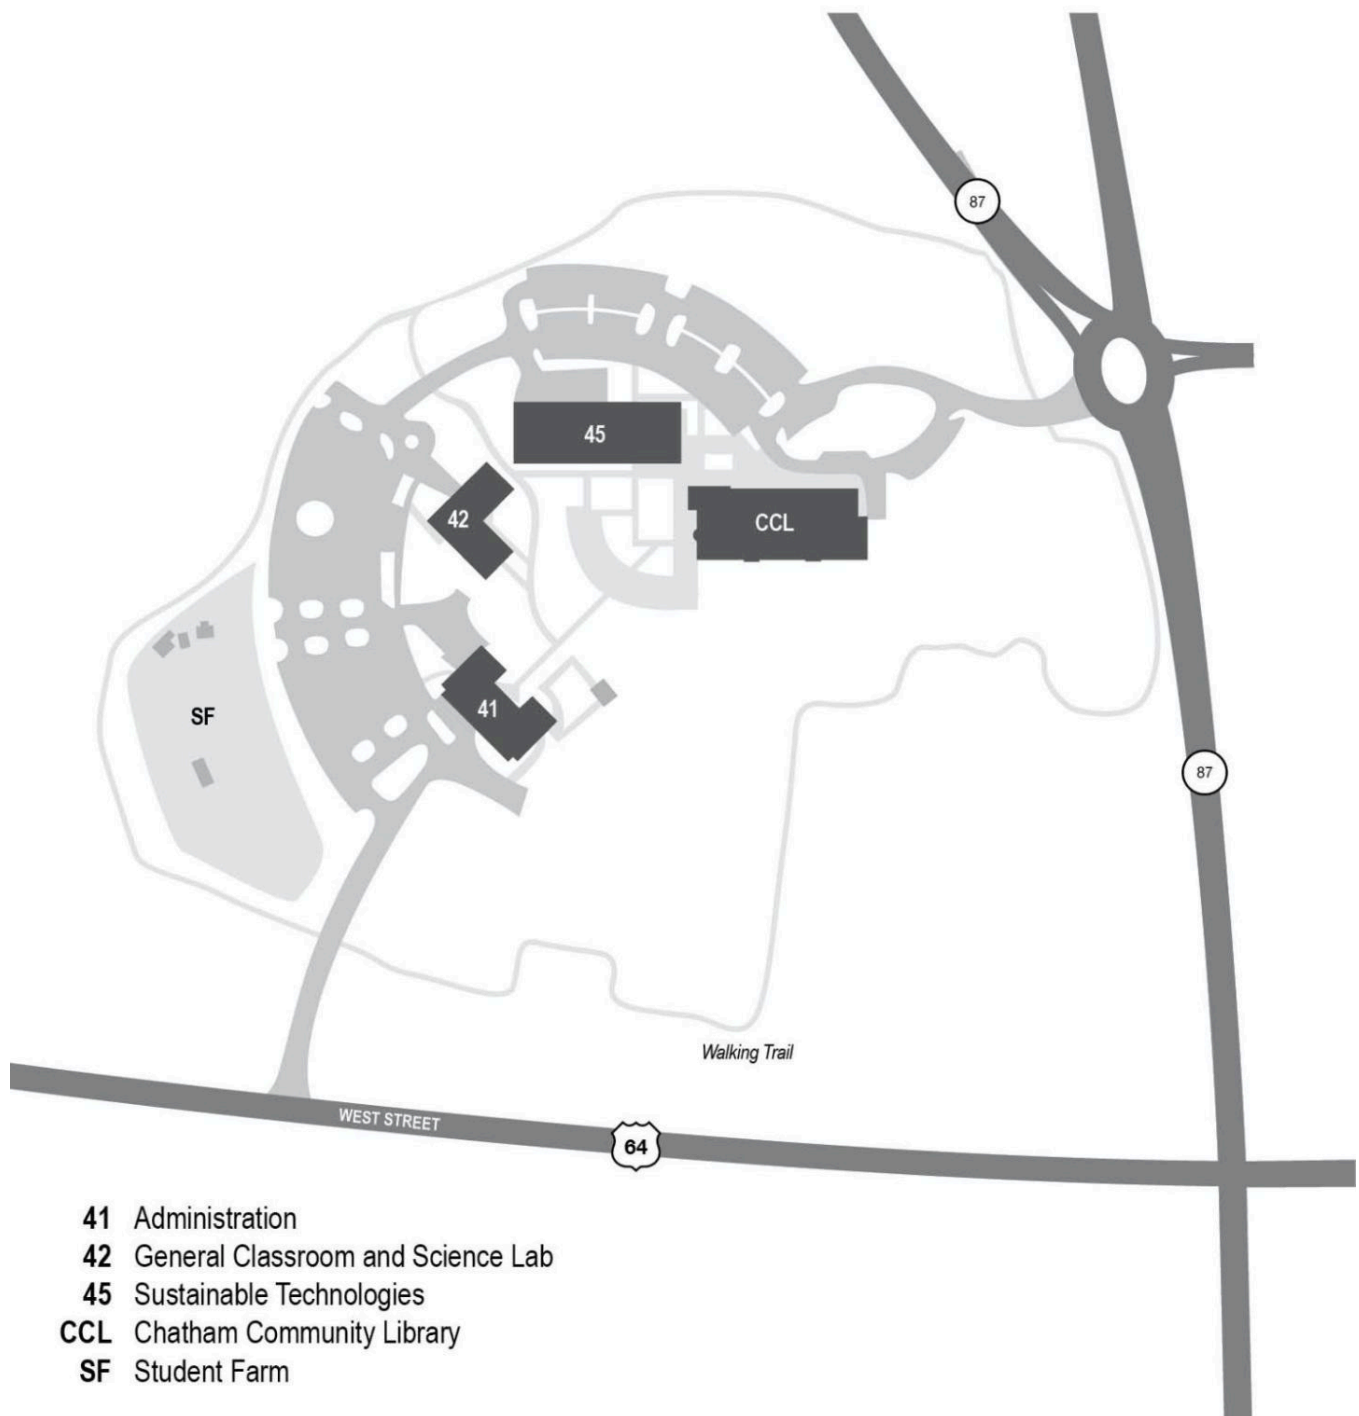 87
45
42
CCL
41
SF
87
Walking Trail
WEST STREET
64
41 Administration
42 General Classroom and Science Lab
45 Sustainable Technologies
CCL Chatham Community Library
SF Student Farm